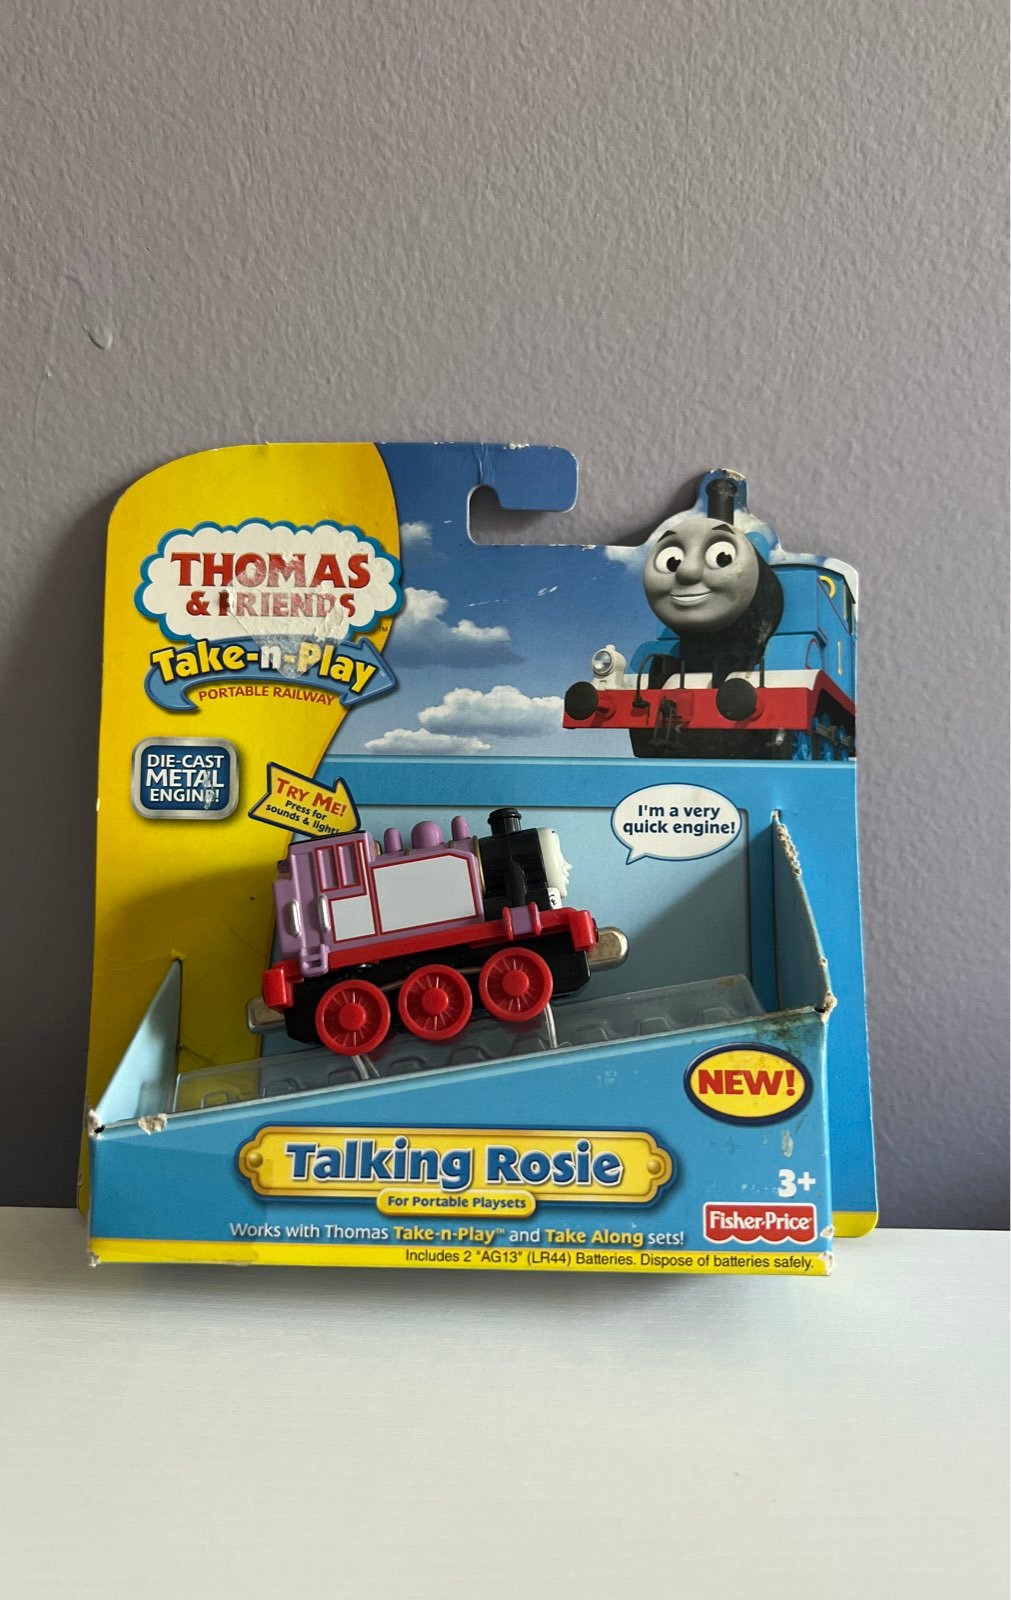 THOMAS
& FRIENDS
™
Take-n-Play
PORTABLE RAILWAY
DIE-CAST
METAL
ENGINE!
TRY ME!
Press for
sounds & light!
I'm a very
quick engine!
NEW!
Talking Rosie
For Portable Playsets
3+
Works with Thomas Take-n-Play™ and Take Along sets!
Fisher-Price
Includes 2 "AG13" (LR44) Batteries. Dispose of batteries safely.